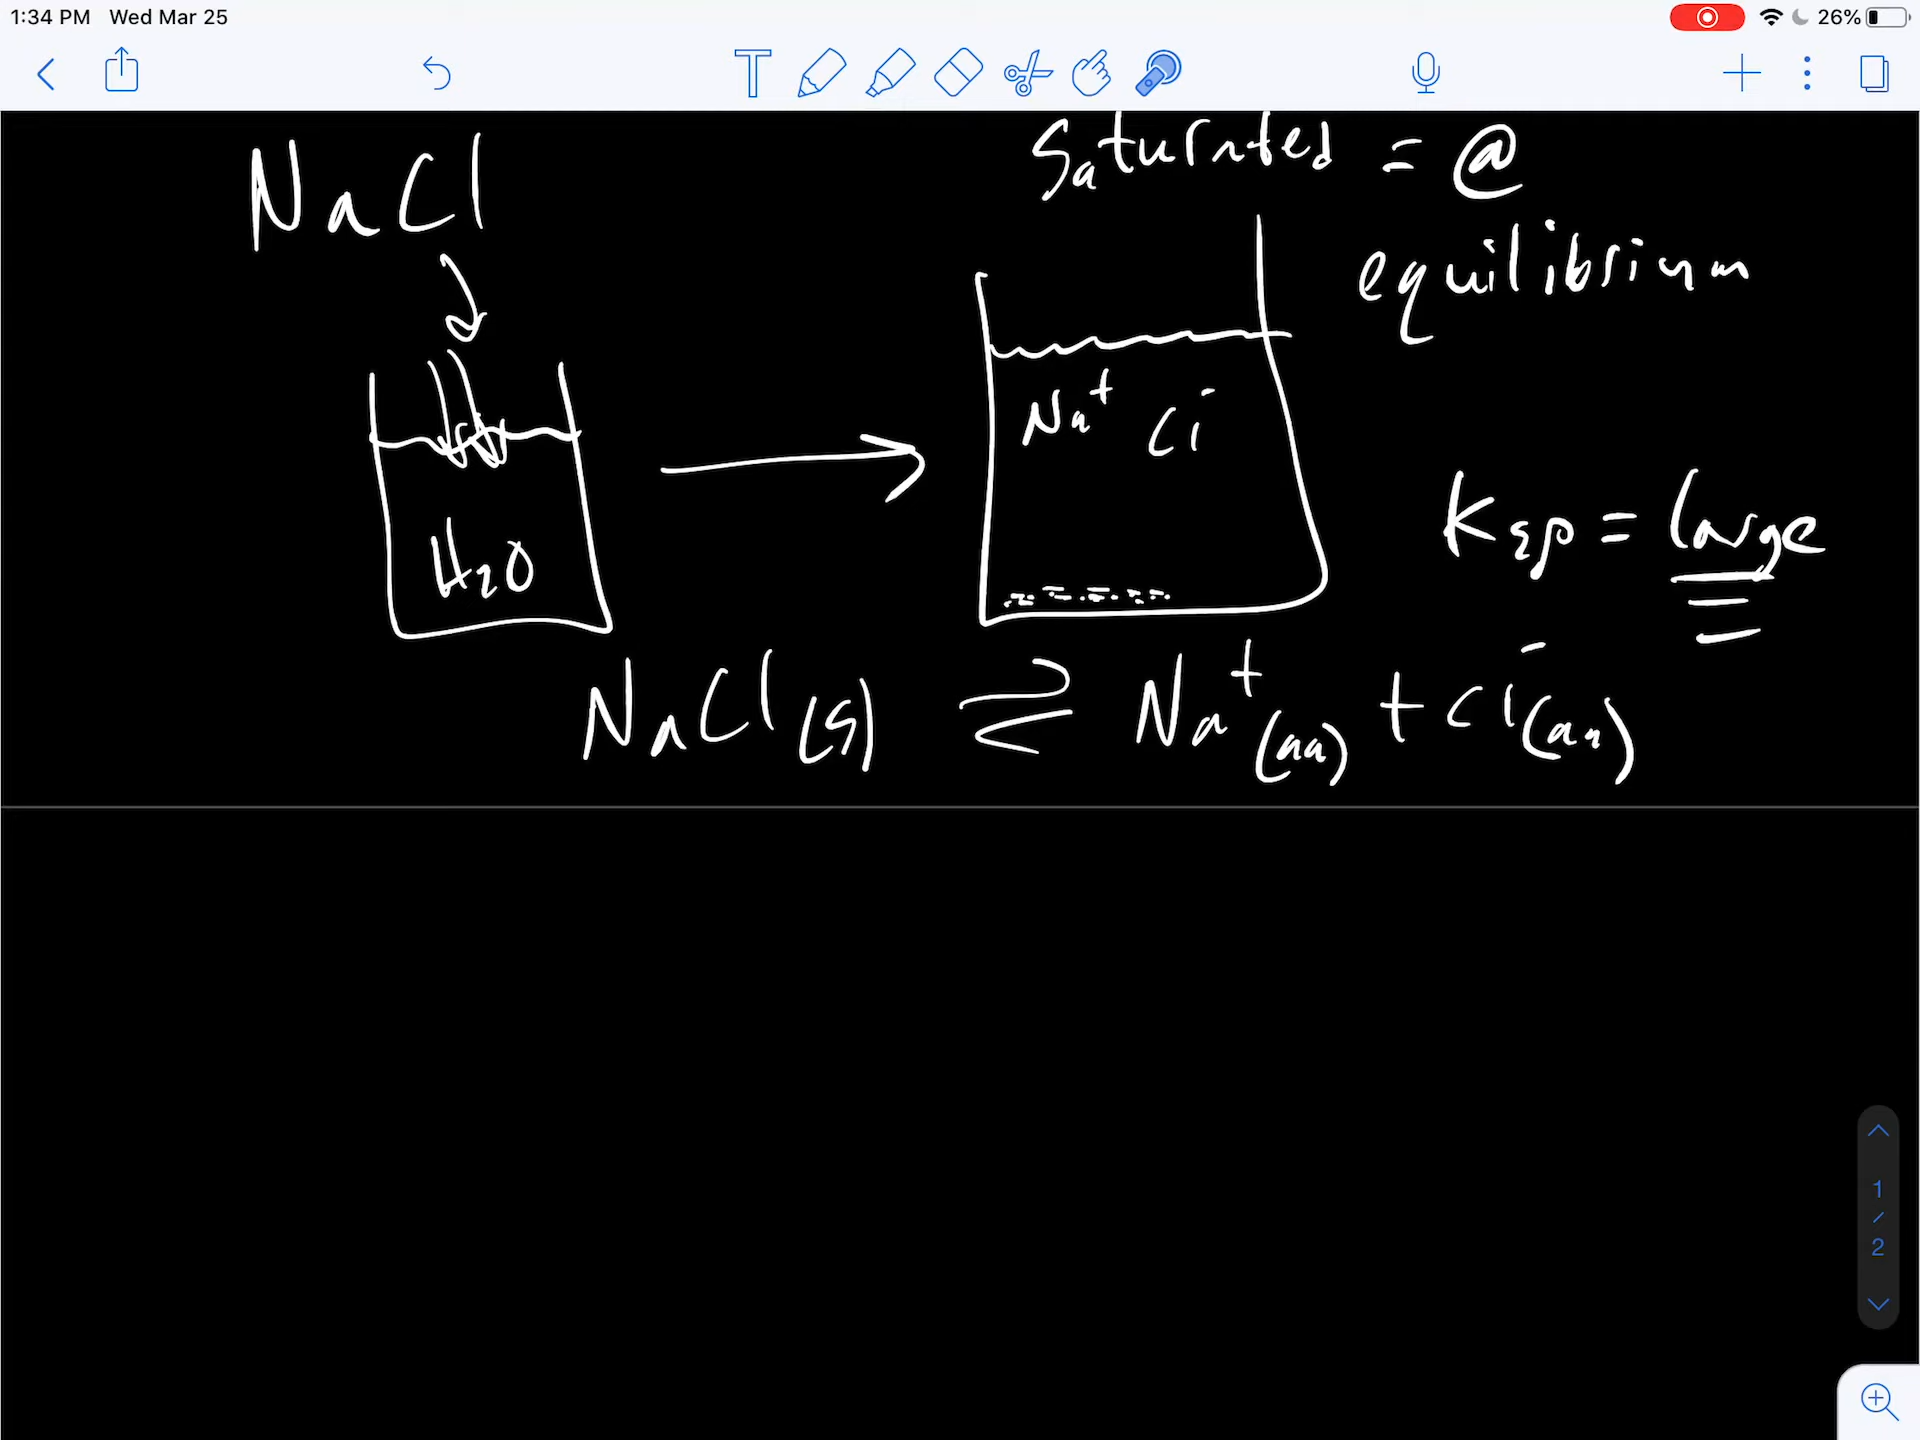 1:34 PM Wed Mar 25
26%
T
NaCl
Saturated = @
equilibrium
Na⁺ Cl⁻
H₂O
Ksp = large
NaCl(s) ⇄ Na⁺(aq) + Cl⁻(aq)
1
/
2